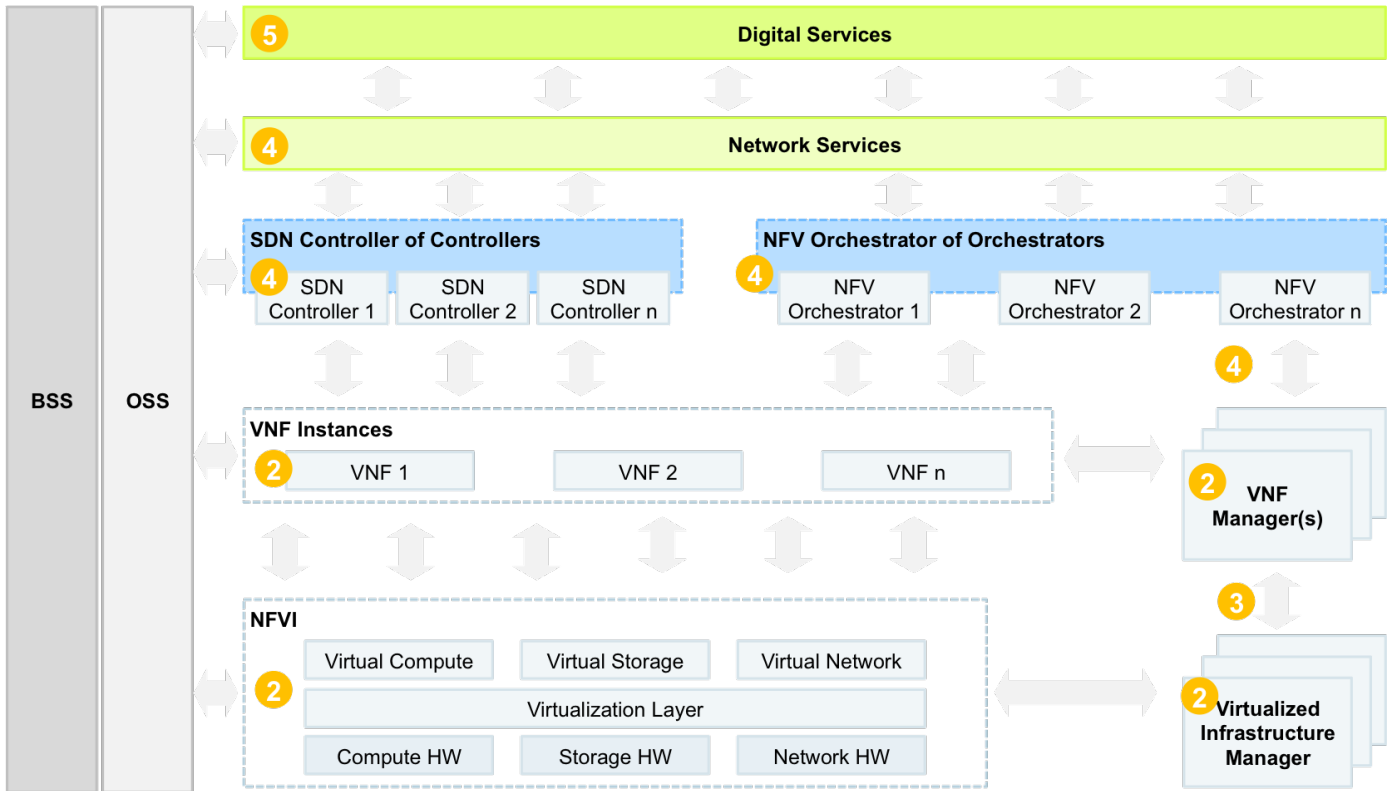 BSS
OSS
5
Digital Services
4
Network Services
SDN Controller of Controllers
4
SDN
Controller 1
SDN
Controller 2
SDN
Controller n
NFV Orchestrator of Orchestrators
4
NFV
Orchestrator 1
NFV
Orchestrator 2
NFV
Orchestrator n
4
VNF Instances
2
VNF 1
VNF 2
VNF n
2
VNF
Manager(s)
3
NFVI
2
Virtual Compute
Virtual Storage
Virtual Network
Virtualization Layer
Compute HW
Storage HW
Network HW
2
Virtualized
Infrastructure
Manager